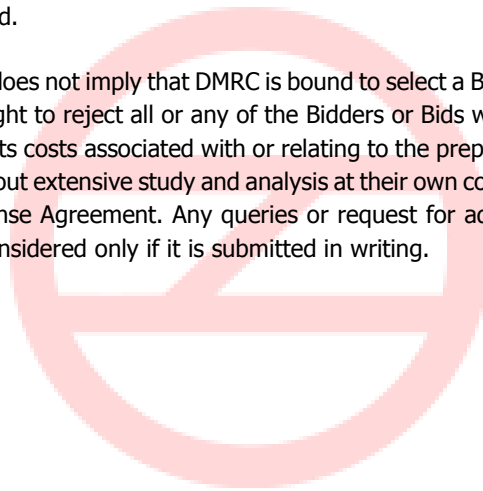 d.
does not imply that DMRC is bound to select a B
ght to reject all or any of the Bidders or Bids w
ts costs associated with or relating to the prep
out extensive study and analysis at their own co
nse Agreement. Any queries or request for ad
nsidered only if it is submitted in writing.